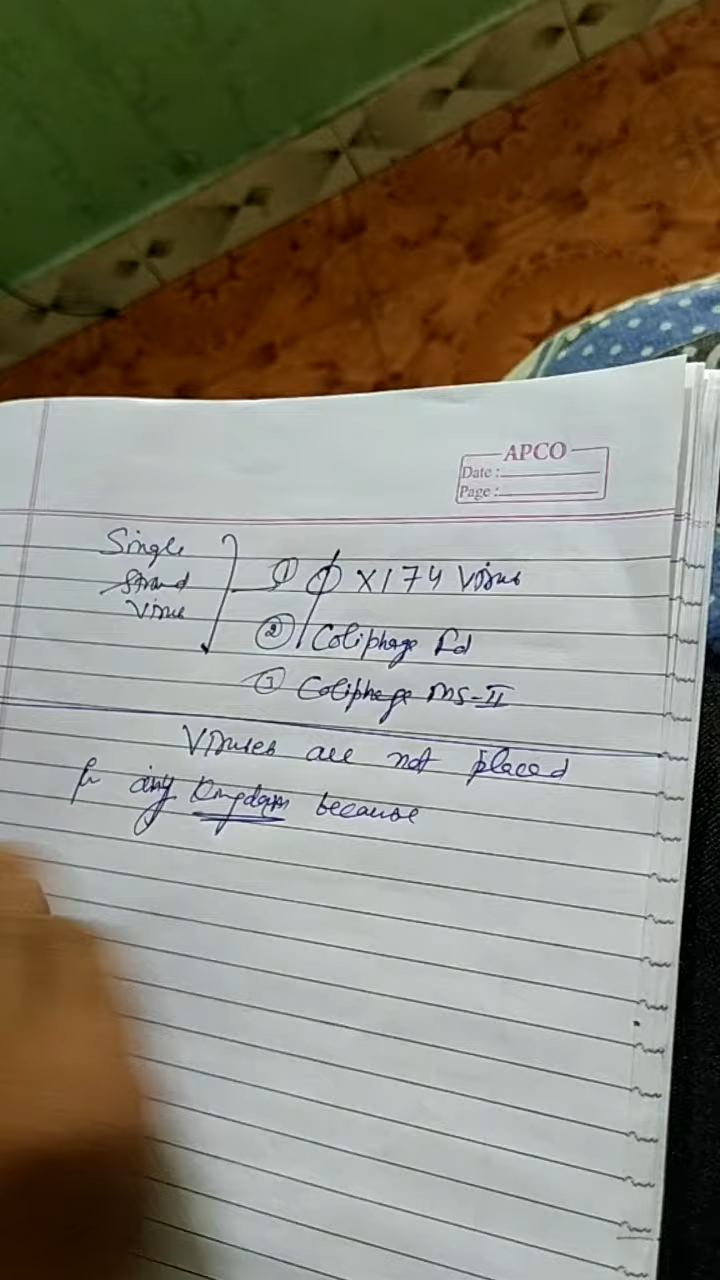 APCO
Date :
Page :
Single
Strand
Virus
① ϕ X174 Virus
② Coliphage fd
③ Coliphage MS-II
Viruses are not placed
in any kingdom because